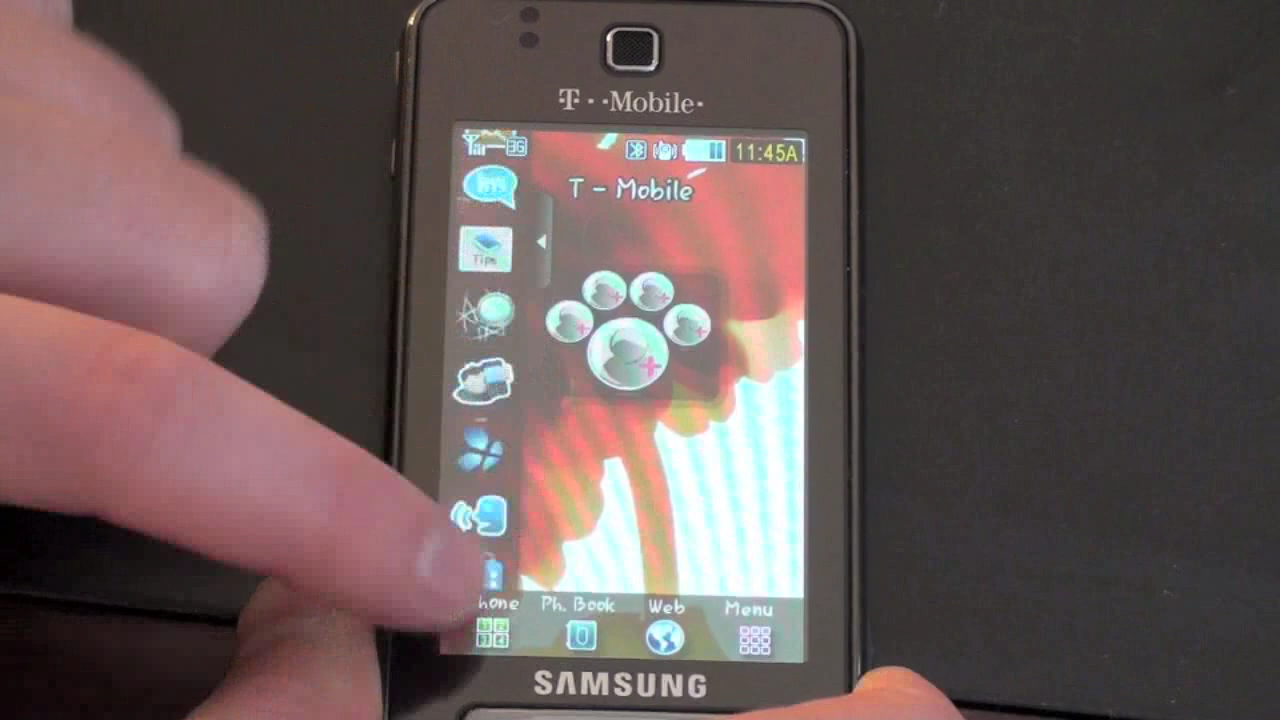 T··Mobile·
3G
11:45A
T - Mobile
Tips
hone
Ph. Book
Web
Menu
SAMSUNG